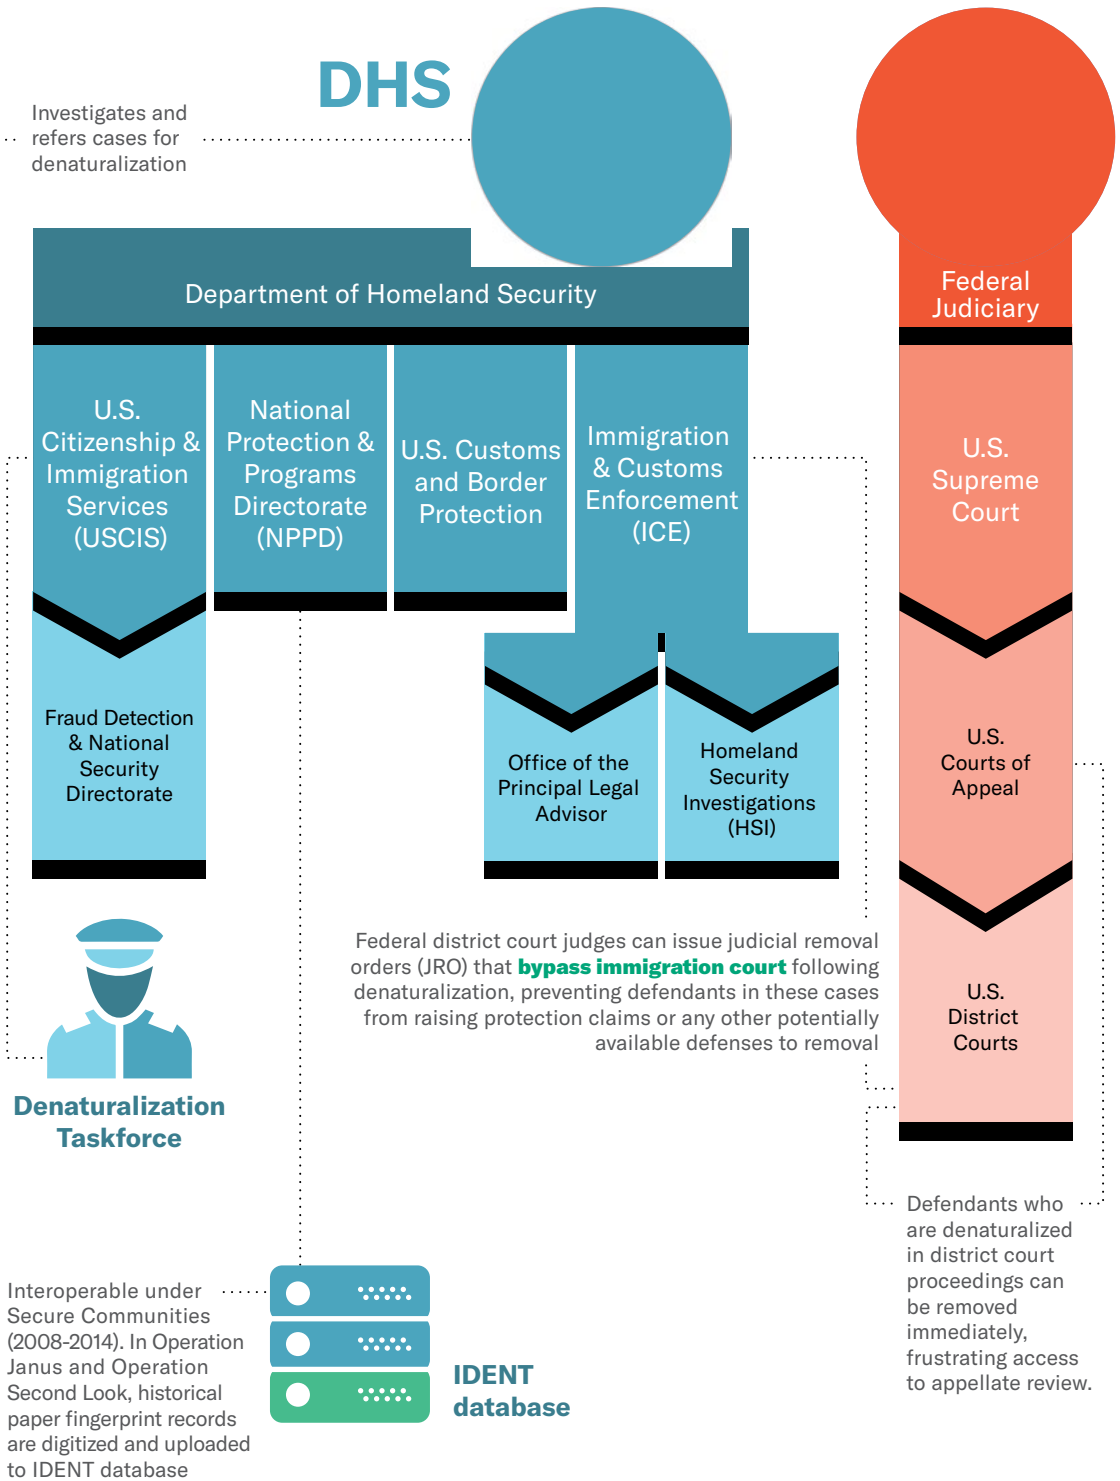 DHS
Investigates and
refers cases for
denaturalization
Department of Homeland Security
Federal
Judiciary
U.S.
Citizenship &
Immigration
Services
(USCIS)
National
Protection &
Programs
Directorate
(NPPD)
U.S. Customs
and Border
Protection
Immigration
& Customs
Enforcement
(ICE)
U.S.
Supreme
Court
Fraud Detection
& National
Security
Directorate
Office of the
Principal Legal
Advisor
Homeland
Security
Investigations
(HSI)
U.S.
Courts of
Appeal
Federal district court judges can issue judicial removal
orders (JRO) that bypass immigration court following
denaturalization, preventing defendants in these cases
from raising protection claims or any other potentially
available defenses to removal
U.S.
District
Courts
Denaturalization
Taskforce
Defendants who
are denaturalized
in district court
proceedings can
be removed
immediately,
frustrating access
to appellate review.
Interoperable under
Secure Communities
(2008-2014). In Operation
Janus and Operation
Second Look, historical
paper fingerprint records
are digitized and uploaded
to IDENT database
IDENT
database